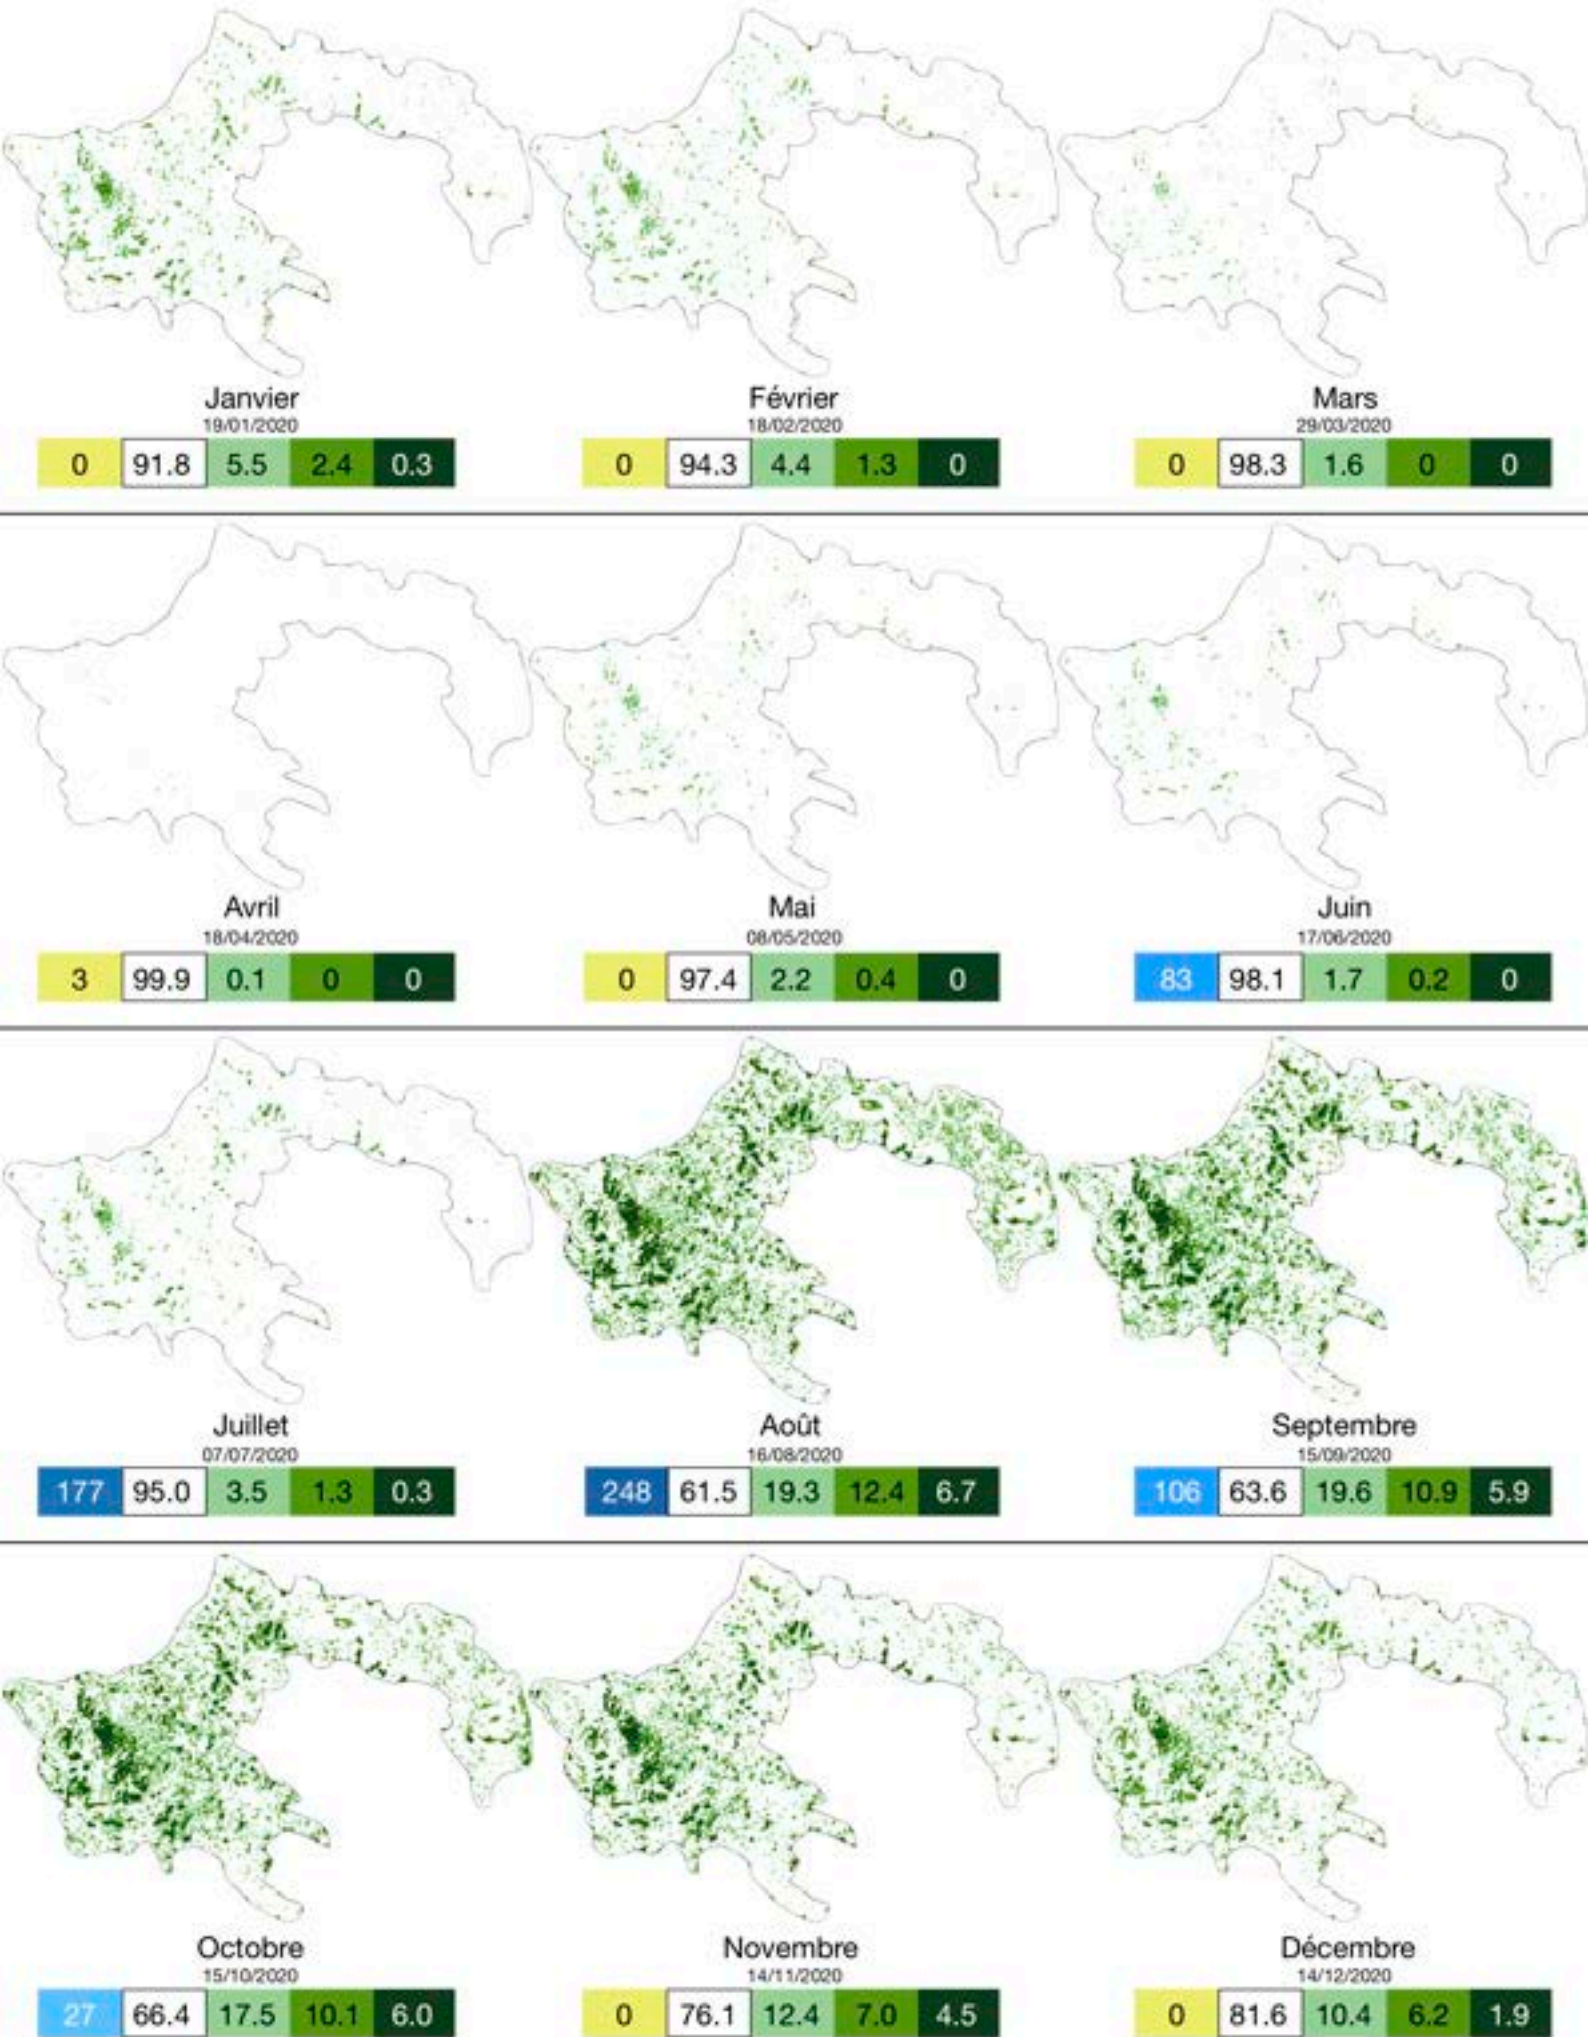 Janvier Février Mars
19/01/2020 18/02/2020 29/03/2020
0 91.8 5.5 2.4 0.3 0 94.3 4.4 1.3 0 0 98.3 1.6 0 0
Avril Mai Juin
18/04/2020 08/05/2020 17/06/2020
3 99.9 0.1 0 0 0 97.4 2.2 0.4 0 83 98.1 1.7 0.2 0
Juillet Août Septembre
07/07/2020 16/08/2020 15/09/2020
177 95.0 3.5 1.3 0.3 248 61.5 19.3 12.4 6.7 106 63.6 19.6 10.9 5.9
Octobre Novembre Décembre
15/10/2020 14/11/2020 14/12/2020
27 66.4 17.5 10.1 6.0 0 76.1 12.4 7.0 4.5 0 81.6 10.4 6.2 1.9